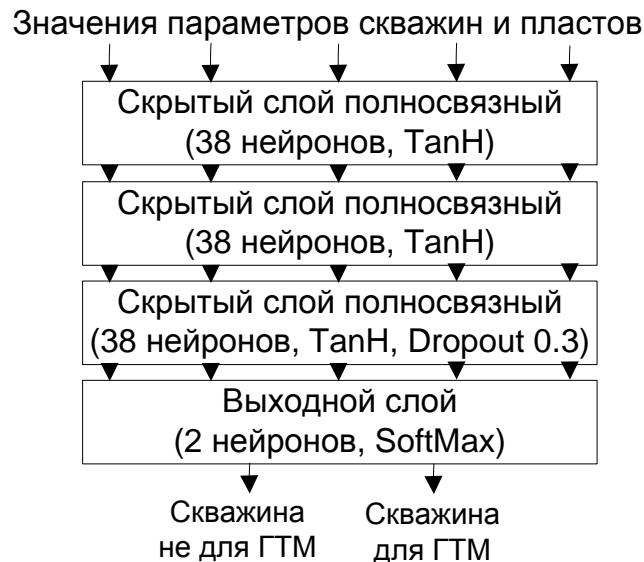 Значения параметров скважин и пластов
Скрытый слой полносвязный
(38 нейронов, TanH)
Скрытый слой полносвязный
(38 нейронов, TanH)
Скрытый слой полносвязный
(38 нейронов, TanH, Dropout 0.3)
Выходной слой
(2 нейронов, SoftMax)
Скважина
не для ГТМ
Скважина
для ГТМ